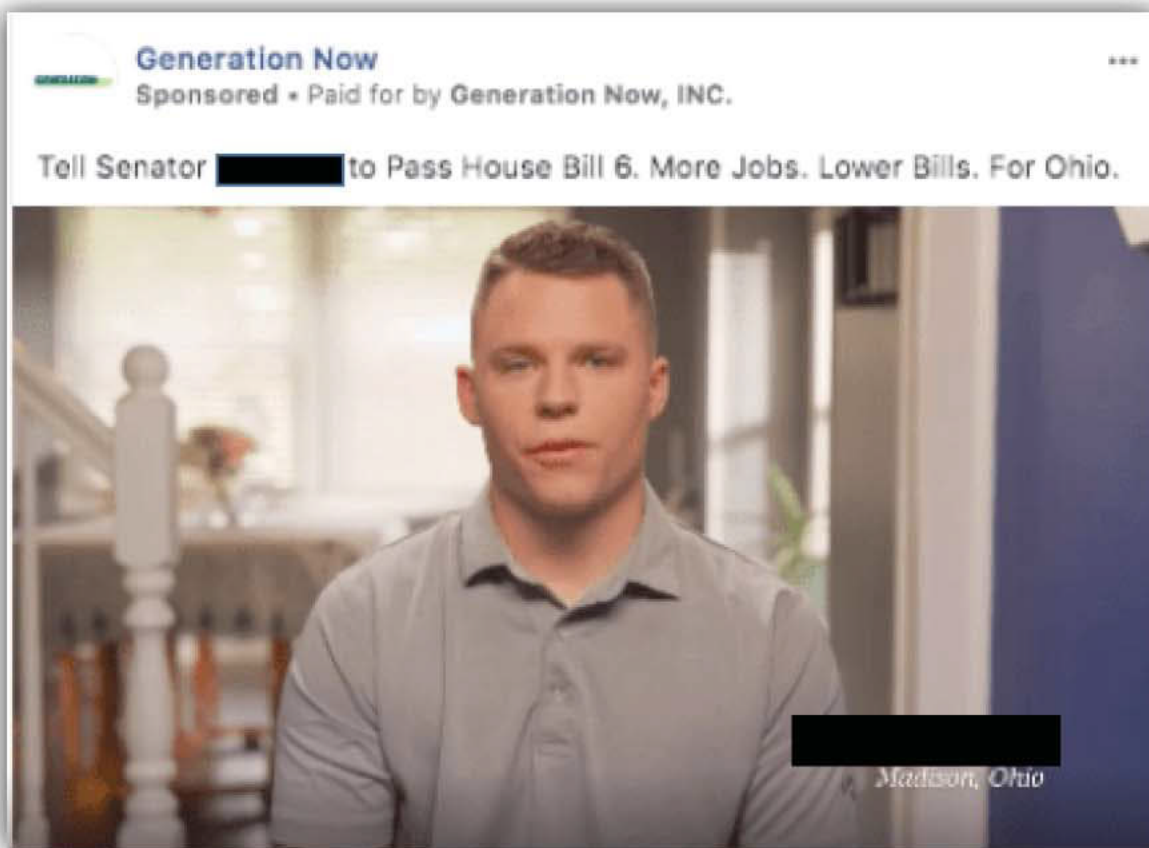 Generation Now
Sponsored • Paid for by Generation Now, INC.
Tell Senator to Pass House Bill 6. More Jobs. Lower Bills. For Ohio.
Madison, Ohio